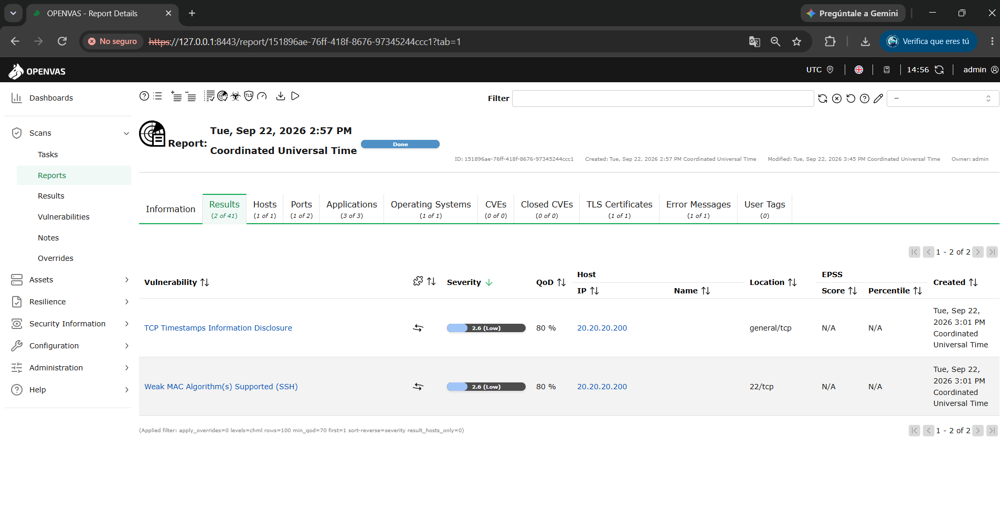 OPENVAS - Report Details
Pregúntale a Gemini
No seguro
https://127.0.0.1:8443/report/151896ae-76ff-418f-8676-97345244ccc1?tab=1
Verifica que eres tú
OPENVAS
UTC
14:56
admin
Dashboards
Scans
Tasks
Reports
Results
Vulnerabilities
Notes
Overrides
Assets
Resilience
Security Information
Configuration
Administration
Help
TLS
Filter
--
Report:
Tue, Sep 22, 2026 2:57 PM
Coordinated Universal Time
Done
ID: 151896ae-76ff-418f-8676-97345244ccc1 Created: Tue, Sep 22, 2026 2:57 PM Coordinated Universal Time Modified: Tue, Sep 22, 2026 3:45 PM Coordinated Universal Time Owner: admin
Information
Results
(2 of 41)
Hosts
(1 of 1)
Ports
(1 of 2)
Applications
(3 of 3)
Operating Systems
(1 of 1)
CVEs
(0 of 0)
Closed CVEs
(0 of 0)
TLS Certificates
(1 of 1)
Error Messages
(1 of 1)
User Tags
(0)
1 - 2 of 2
Vulnerability
Severity
QoD
Host
IP
Name
Location
EPSS
Score
Percentile
Created
TCP Timestamps Information Disclosure
2.6 (Low)
80 %
20.20.20.200
general/tcp
N/A
N/A
Tue, Sep 22,
2026 3:01 PM
Coordinated
Universal Time
Weak MAC Algorithm(s) Supported (SSH)
2.6 (Low)
80 %
20.20.20.200
22/tcp
N/A
N/A
Tue, Sep 22,
2026 3:01 PM
Coordinated
Universal Time
(Applied filter: apply_overrides=0 levels=chml rows=100 min_qod=70 first=1 sort-reverse=severity result_hosts_only=0)
1 - 2 of 2